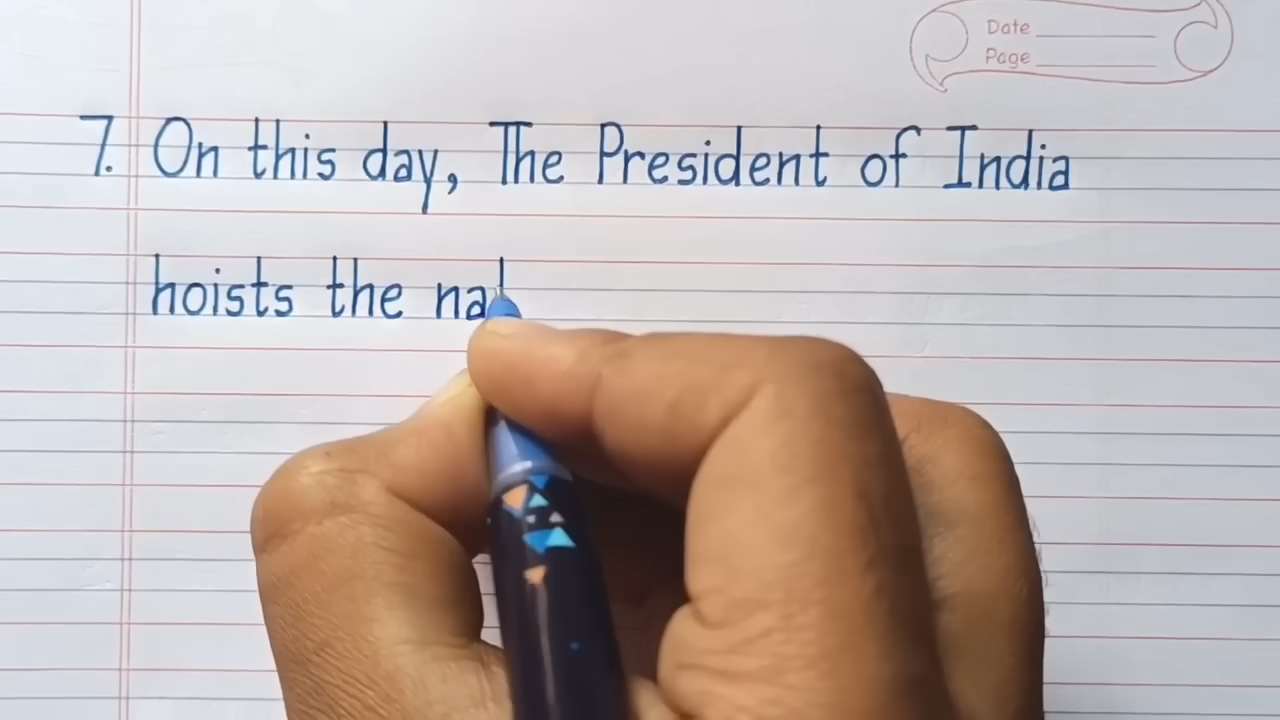 Date
Page
7. On this day, The President of India
hoists the na